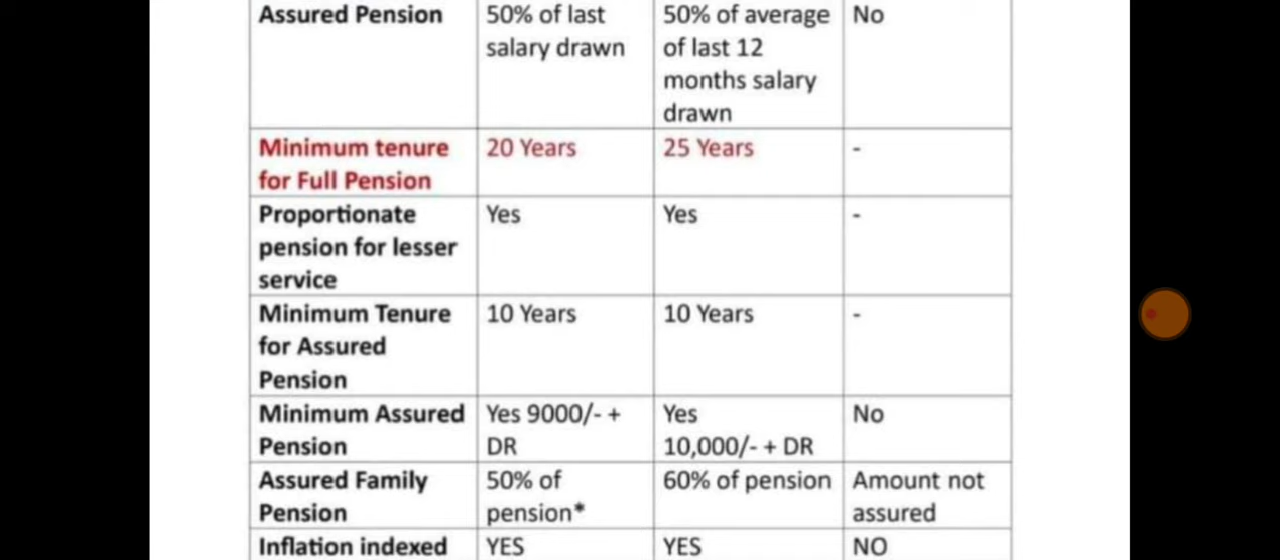 Assured Pension
50% of last
salary drawn
50% of average
of last 12
months salary
drawn
No
Minimum tenure
for Full Pension
20 Years
25 Years
-
Proportionate
pension for lesser
service
Yes
Yes
-
Minimum Tenure
for Assured
Pension
10 Years
10 Years
-
Minimum Assured
Pension
Yes 9000/- +
DR
Yes
10,000/- + DR
No
Assured Family
Pension
50% of
pension*
60% of pension
Amount not
assured
Inflation indexed
YES
YES
NO